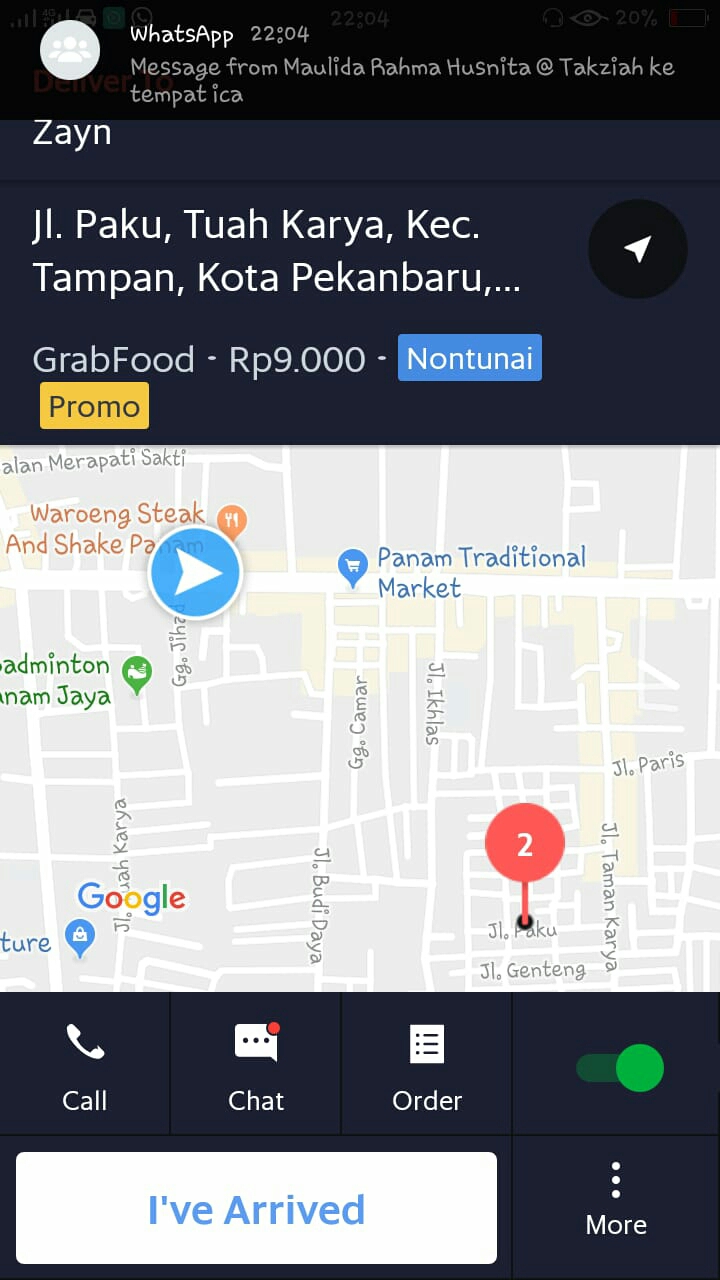 4G
22:04
20%
WhatsApp 22:04
Message from Maulida Rahma Husnita @ Takziah ke
tempat ica
Deliver To
Zayn
Jl. Paku, Tuah Karya, Kec.
Tampan, Kota Pekanbaru,...
GrabFood · Rp9.000 · Nontunai
Promo
alan Merapati Sakti
Waroeng Steak
And Shake Panam
Panam Traditional
Market
Gg. Jihad
adminton
anam Jaya
Gg. Camar
Jl. Ikhlas
Jl. Paris
2
Jl. Tuah Karya
Jl. Budi Daya
Jl. Taman Karya
Google
ture
Jl. Paku
Jl. Genteng
Call
Chat
Order
I've Arrived
More